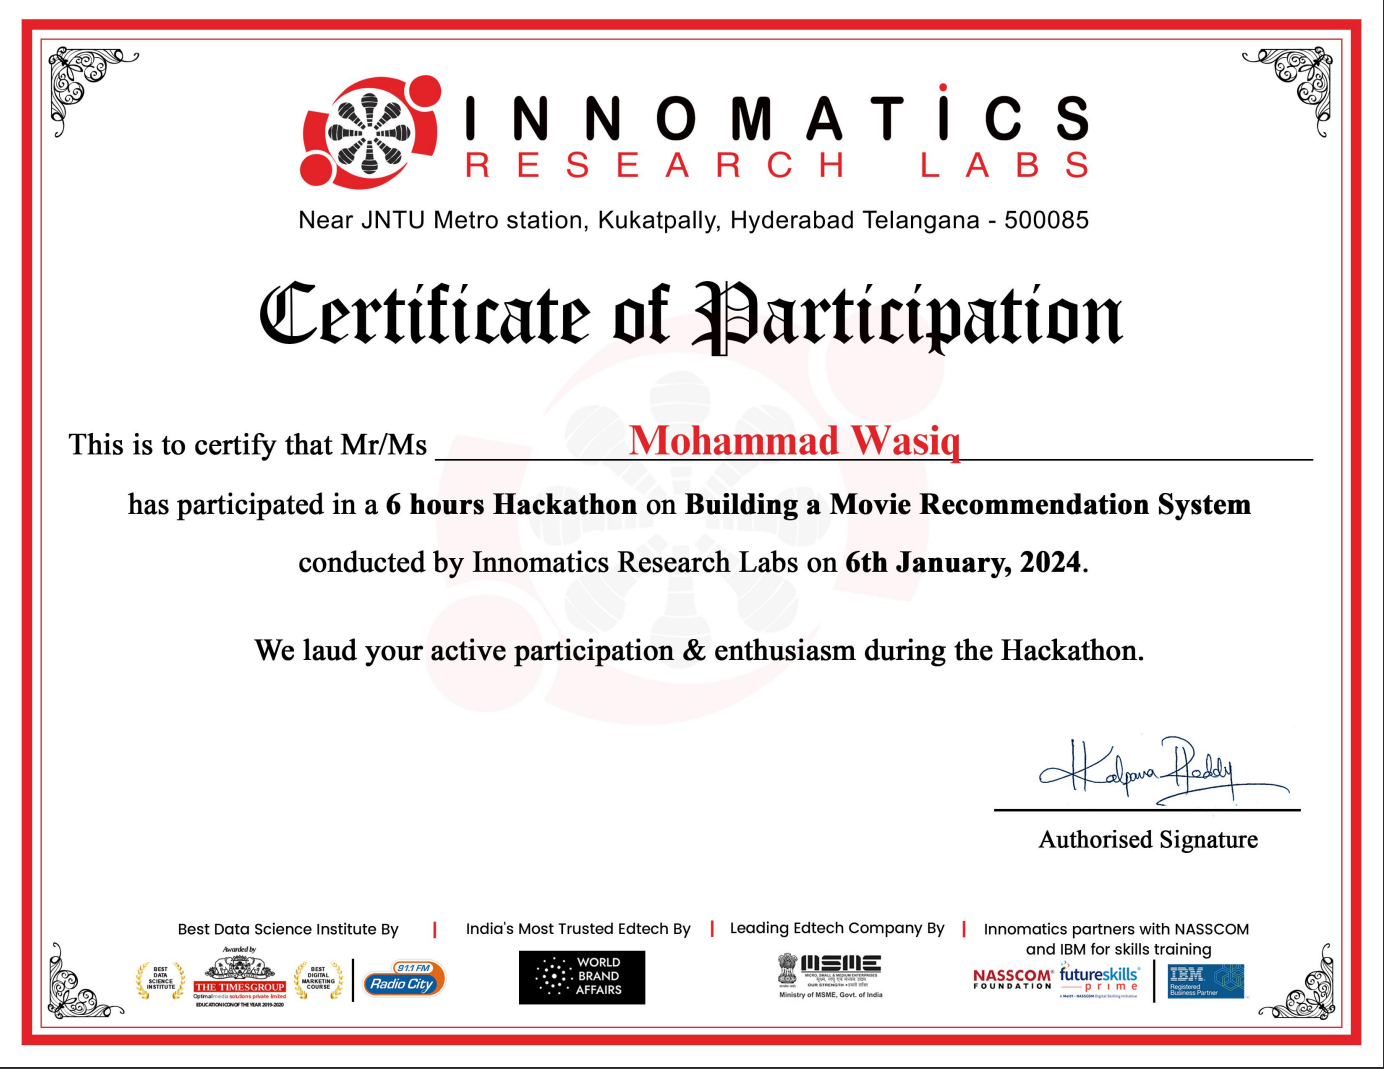 INNOMATICS
RESEARCH LABS
Near JNTU Metro station, Kukatpally, Hyderabad Telangana - 500085
Certificate of Participation
This is to certify that Mr/Ms Mohammad Wasiq
has participated in a 6 hours Hackathon on Building a Movie Recommendation System
conducted by Innomatics Research Labs on 6th January, 2024.
We laud your active participation & enthusiasm during the Hackathon.
Kalpana Reddy
Authorised Signature
Best Data Science Institute By | India's Most Trusted Edtech By | Leading Edtech Company By | Innomatics partners with NASSCOM
and IBM for skills training
BEST
DATA
SCIENCE
INSTITUTE
Awarded by
THE TIMES GROUP
Optimal media solutions private limited
EDUCATION ICON OF THE YEAR 2019-2020
BEST
DIGITAL
MARKETING
COURSE
91.1 FM
Radio City
WORLD
BRAND
AFFAIRS
MSME
MICRO, SMALL & MEDIUM ENTERPRISES
OUR STRENGTH
Ministry of MSME, Govt. of India
NASSCOM
FOUNDATION
futureskills
prime
A MeitY - NASSCOM Digital Skilling Initiative
IBM
Registered
Business Partner